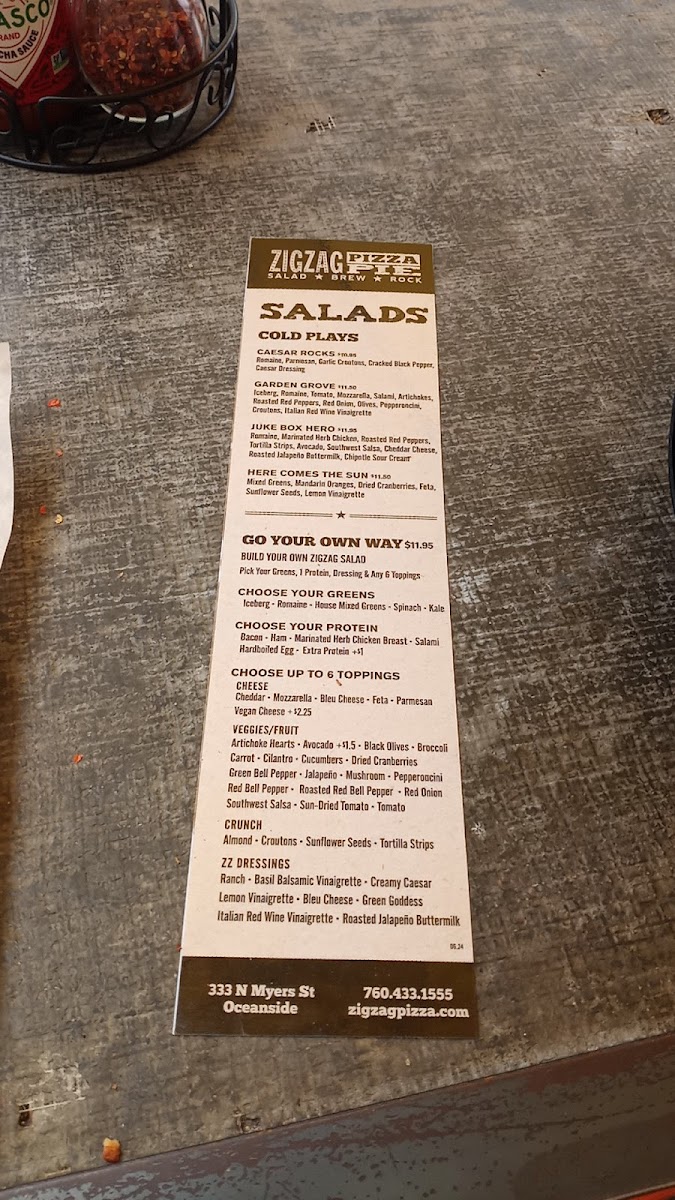 ASCO
RAND
CHA SAUCE
ZIGZAG PIZZA PIE
SALAD ★ BREW ★ ROCK
SALADS
COLD PLAYS
CAESAR ROCKS $10.95
Romaine, Parmesan, Garlic Croutons, Cracked Black Pepper,
Caesar Dressing
GARDEN GROVE $11.50
Iceberg, Romaine, Tomato, Mozzarella, Salami, Artichokes,
Roasted Red Peppers, Red Onion, Olives, Pepperoncini,
Croutons, Italian Red Wine Vinaigrette
JUKE BOX HERO $11.95
Romaine, Marinated Herb Chicken, Roasted Red Peppers,
Tortilla Strips, Avocado, Southwest Salsa, Cheddar Cheese,
Roasted Jalapeño Buttermilk, Chipotle Sour Cream
HERE COMES THE SUN $11.50
Mixed Greens, Mandarin Oranges, Dried Cranberries, Feta,
Sunflower Seeds, Lemon Vinaigrette
GO YOUR OWN WAY $11.95
BUILD YOUR OWN ZIGZAG SALAD
Pick Your Greens, 1 Protein, Dressing & Any 6 Toppings
CHOOSE YOUR GREENS
Iceberg • Romaine • House Mixed Greens • Spinach • Kale
CHOOSE YOUR PROTEIN
Bacon • Ham • Marinated Herb Chicken Breast • Salami
Hardboiled Egg • Extra Protein +$1
CHOOSE UP TO 6 TOPPINGS
CHEESE
Cheddar • Mozzarella • Bleu Cheese • Feta • Parmesan
Vegan Cheese +$2.25
VEGGIES/FRUIT
Artichoke Hearts • Avocado +$1.5 • Black Olives • Broccoli
Carrot • Cilantro • Cucumbers • Dried Cranberries
Green Bell Pepper • Jalapeño • Mushroom • Pepperoncini
Red Bell Pepper • Roasted Red Bell Pepper • Red Onion
Southwest Salsa • Sun-Dried Tomato • Tomato
CRUNCH
Almond • Croutons • Sunflower Seeds • Tortilla Strips
ZZ DRESSINGS
Ranch • Basil Balsamic Vinaigrette • Creamy Caesar
Lemon Vinaigrette • Bleu Cheese • Green Goddess
Italian Red Wine Vinaigrette • Roasted Jalapeño Buttermilk
333 N Myers St 760.433.1555
Oceanside zigzagpizza.com